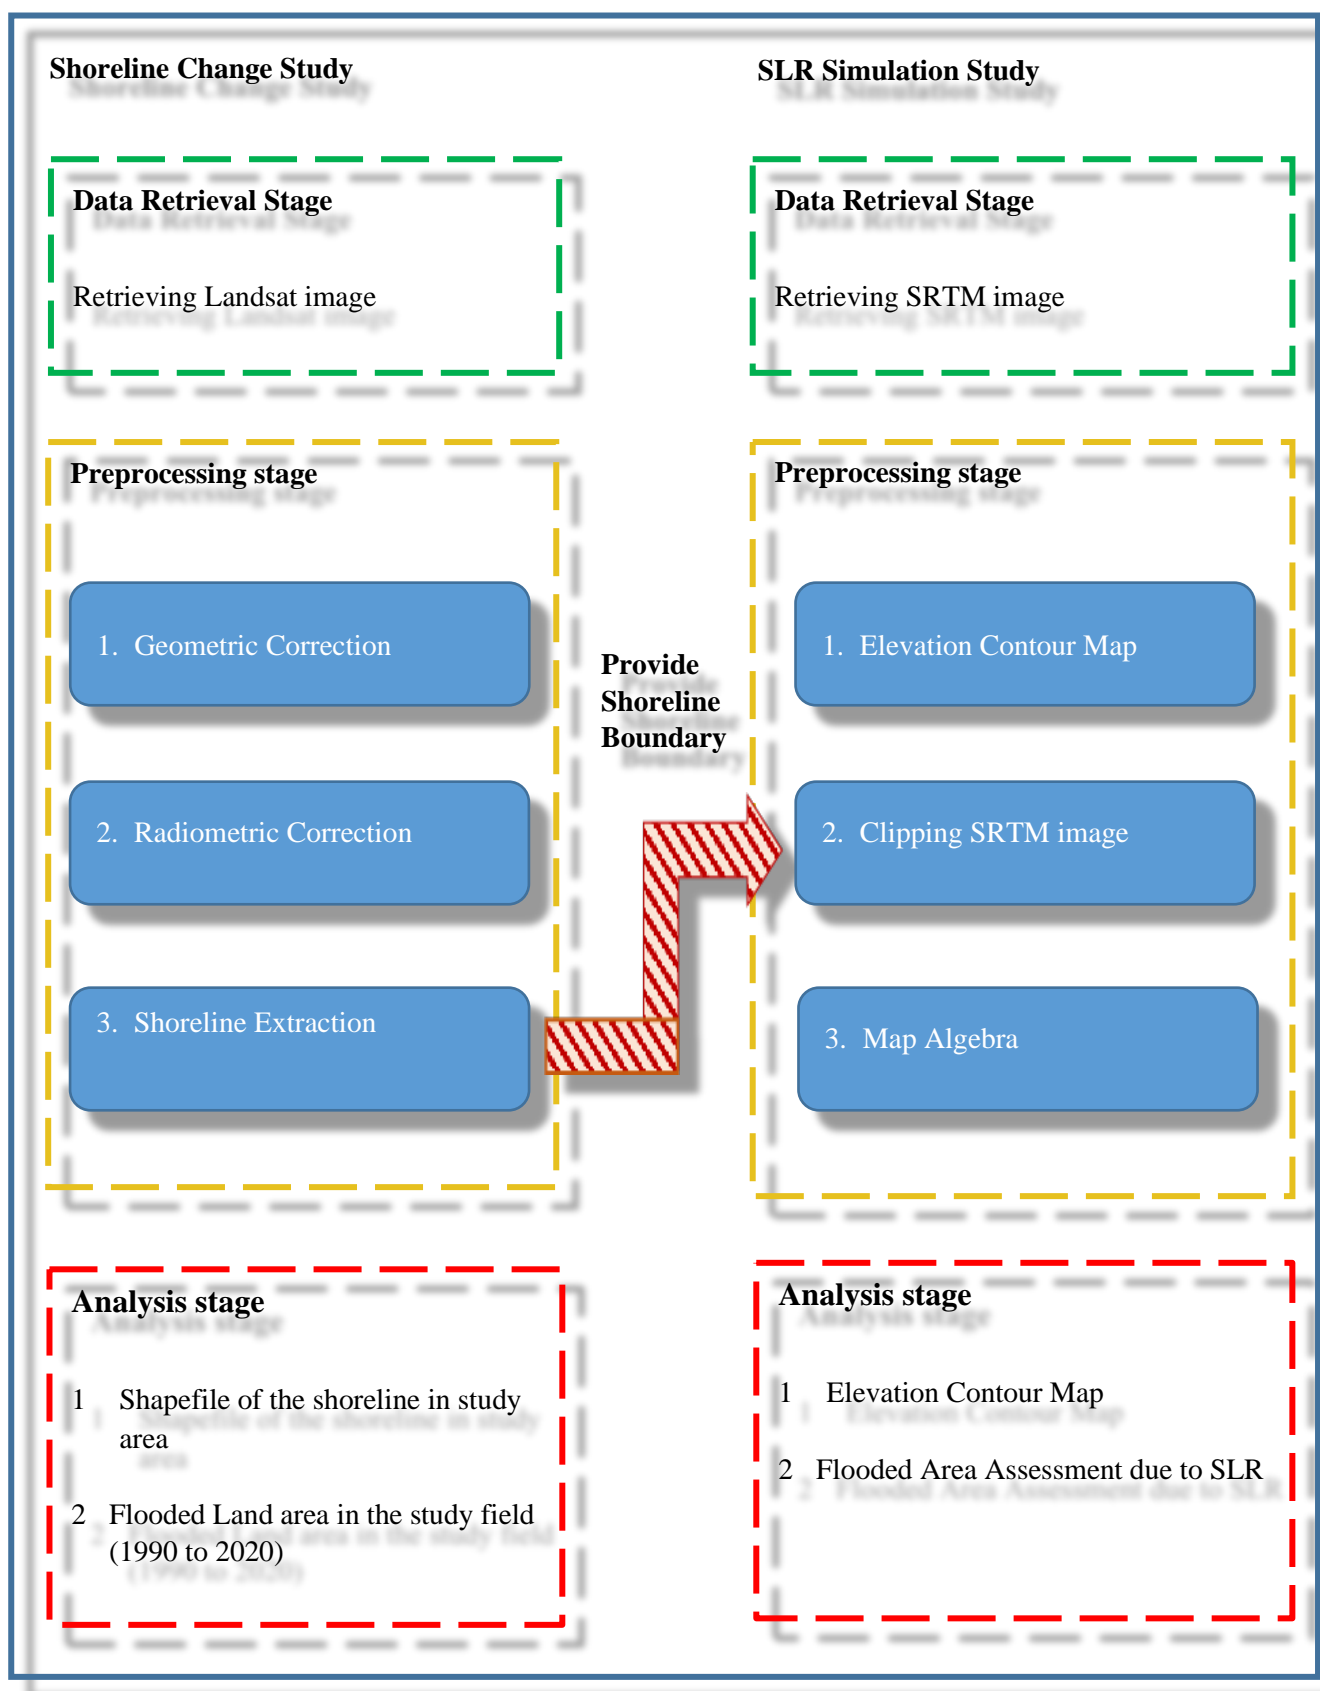 Shoreline Change Study
SLR Simulation Study
Data Retrieval Stage
Retrieving Landsat image
Data Retrieval Stage
Retrieving SRTM image
Preprocessing stage
1. Geometric Correction
2. Radiometric Correction
3. Shoreline Extraction
Provide
Shoreline
Boundary
Preprocessing stage
1. Elevation Contour Map
2. Clipping SRTM image
3. Map Algebra
Analysis stage
1 Shapefile of the shoreline in study
area
2 Flooded Land area in the study field
(1990 to 2020)
Analysis stage
1 Elevation Contour Map
2 Flooded Area Assessment due to SLR